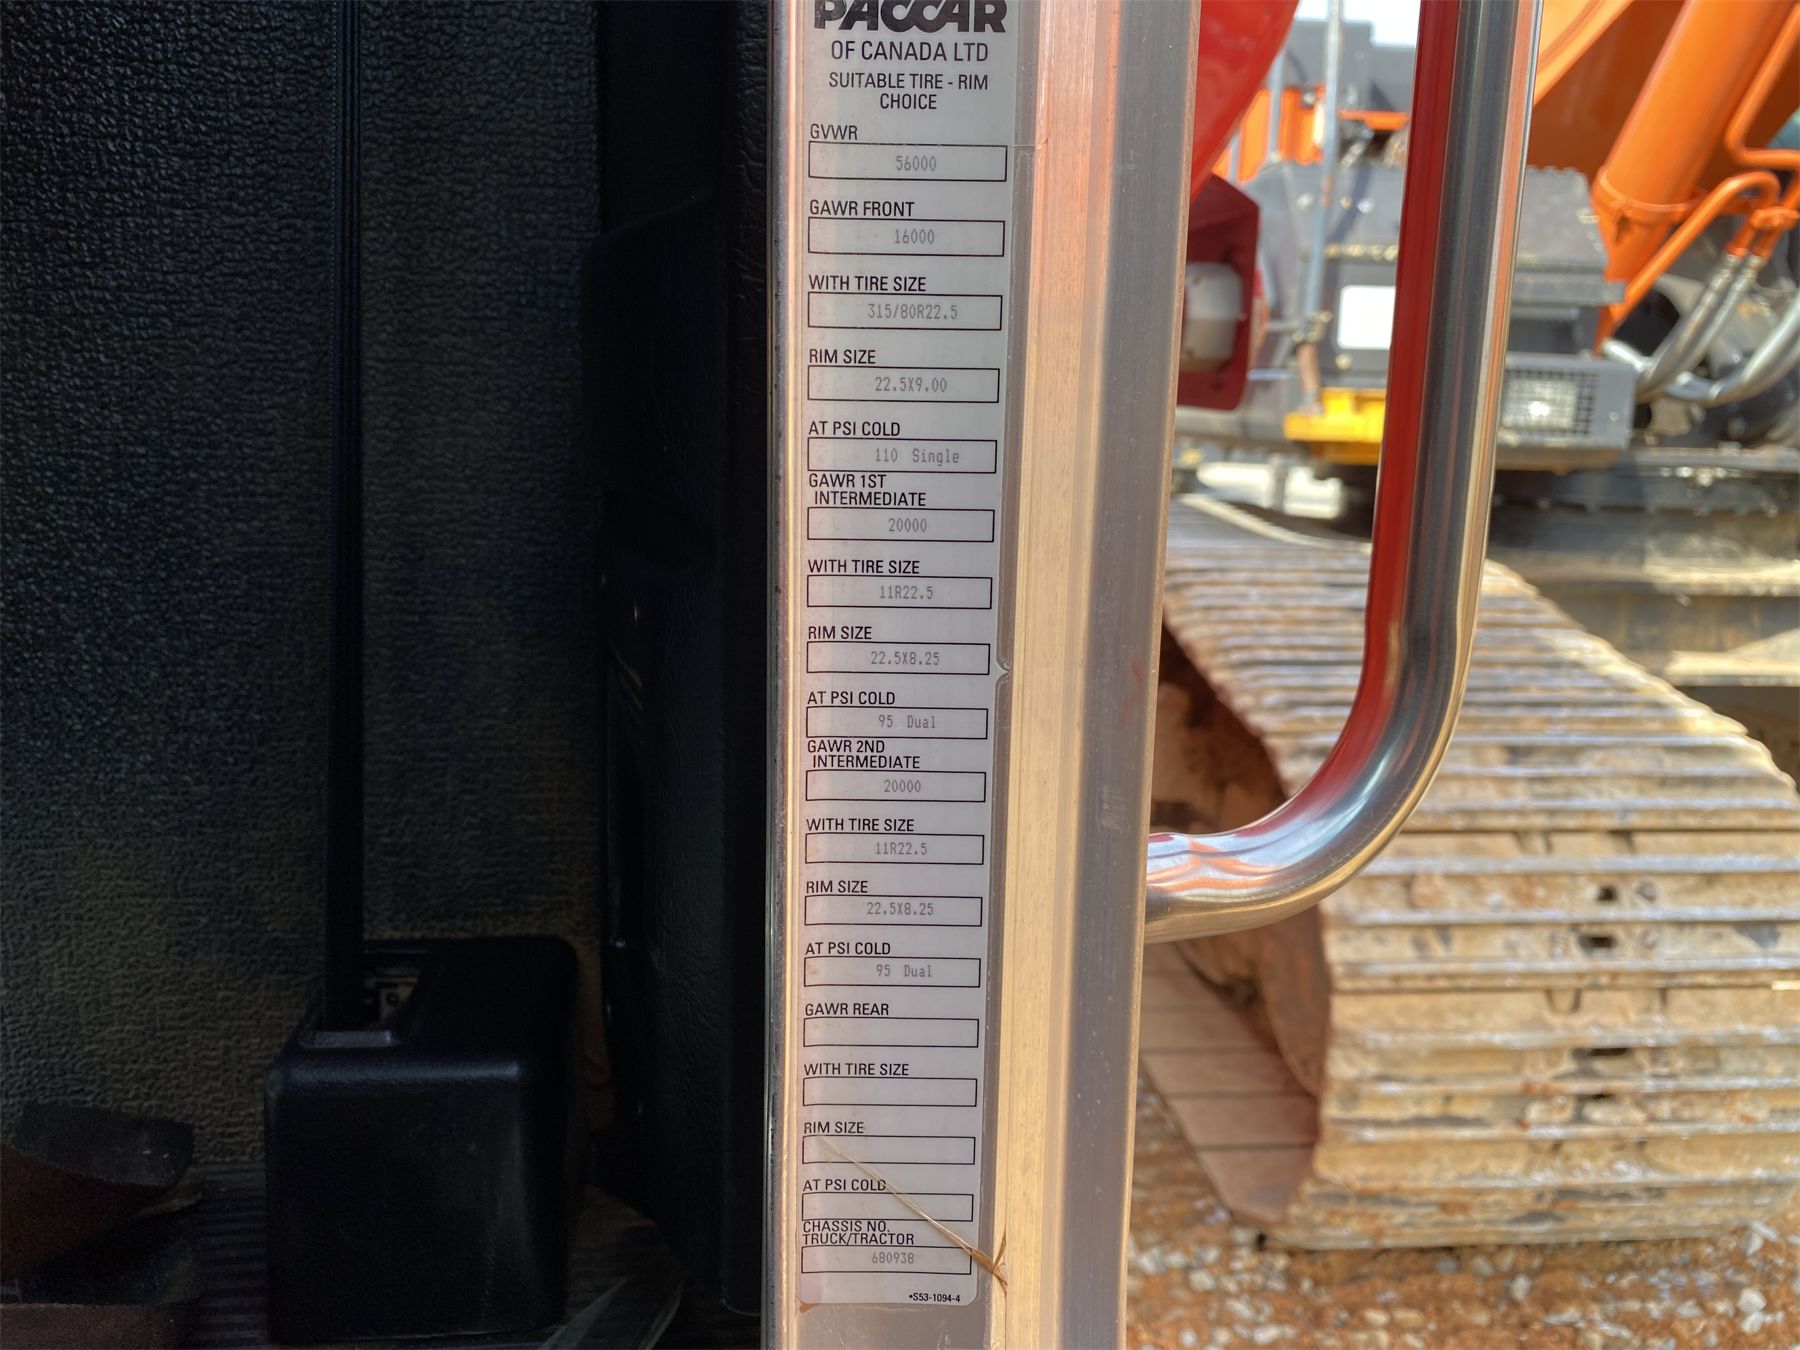 PACCAR
OF CANADA LTD
SUITABLE TIRE - RIM
CHOICE
GVWR
56000
GAWR FRONT
16000
WITH TIRE SIZE
315/80R22.5
RIM SIZE
22.5X9.00
AT PSI COLD
110 Single
GAWR 1ST
INTERMEDIATE
20000
WITH TIRE SIZE
11R22.5
RIM SIZE
22.5X8.25
AT PSI COLD
95 Dual
GAWR 2ND
INTERMEDIATE
20000
WITH TIRE SIZE
11R22.5
RIM SIZE
22.5X8.25
AT PSI COLD
95 Dual
GAWR REAR
WITH TIRE SIZE
RIM SIZE
AT PSI COLD
CHASSIS NO.
TRUCK/TRACTOR
680938
•S53-1094-4